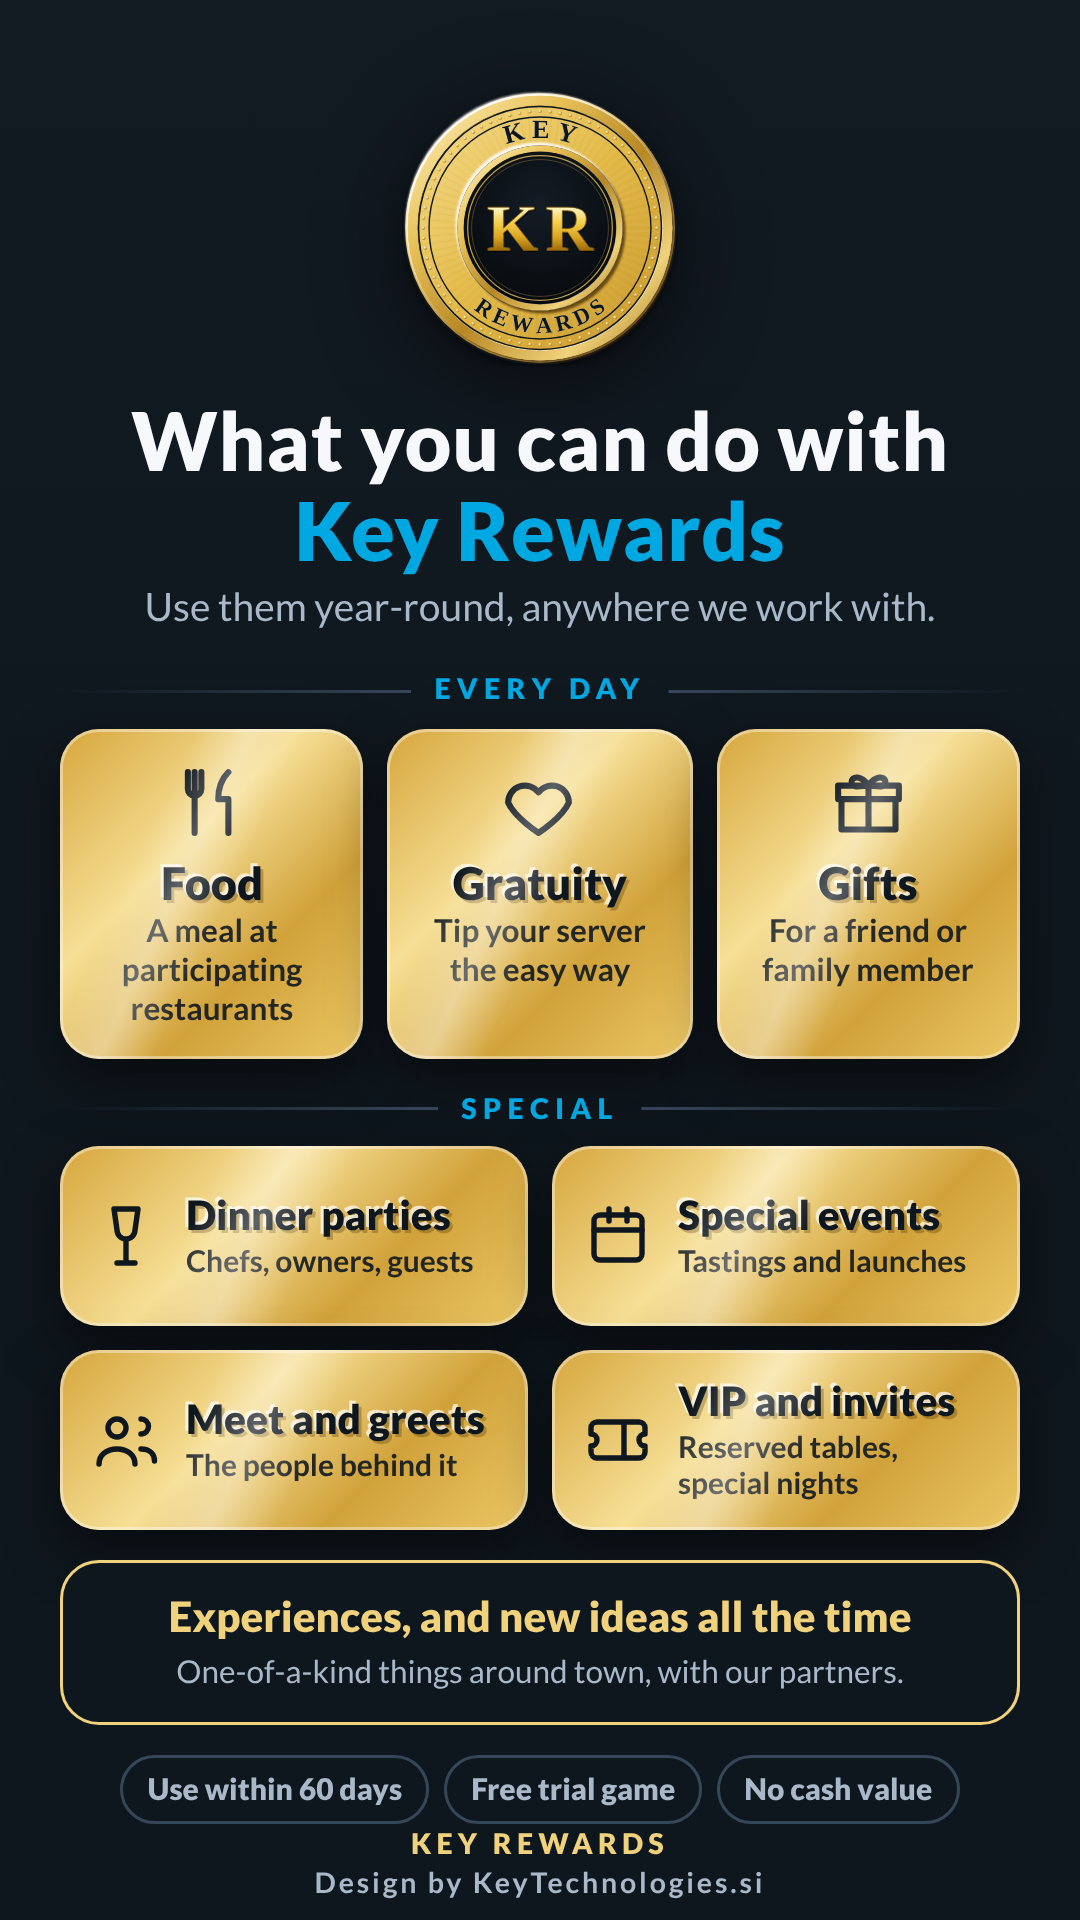 KEY
KR
REWARDS
What you can do with
Key Rewards
Use them year-round, anywhere we work with.
EVERY DAY
Food
A meal at
participating
restaurants
Gratuity
Tip your server
the easy way
Gifts
For a friend or
family member
SPECIAL
Dinner parties
Chefs, owners, guests
Special events
Tastings and launches
Meet and greets
The people behind it
VIP and invites
Reserved tables,
special nights
Experiences, and new ideas all the time
One-of-a-kind things around town, with our partners.
Use within 60 days
Free trial game
No cash value
KEY REWARDS
Design by KeyTechnologies.si